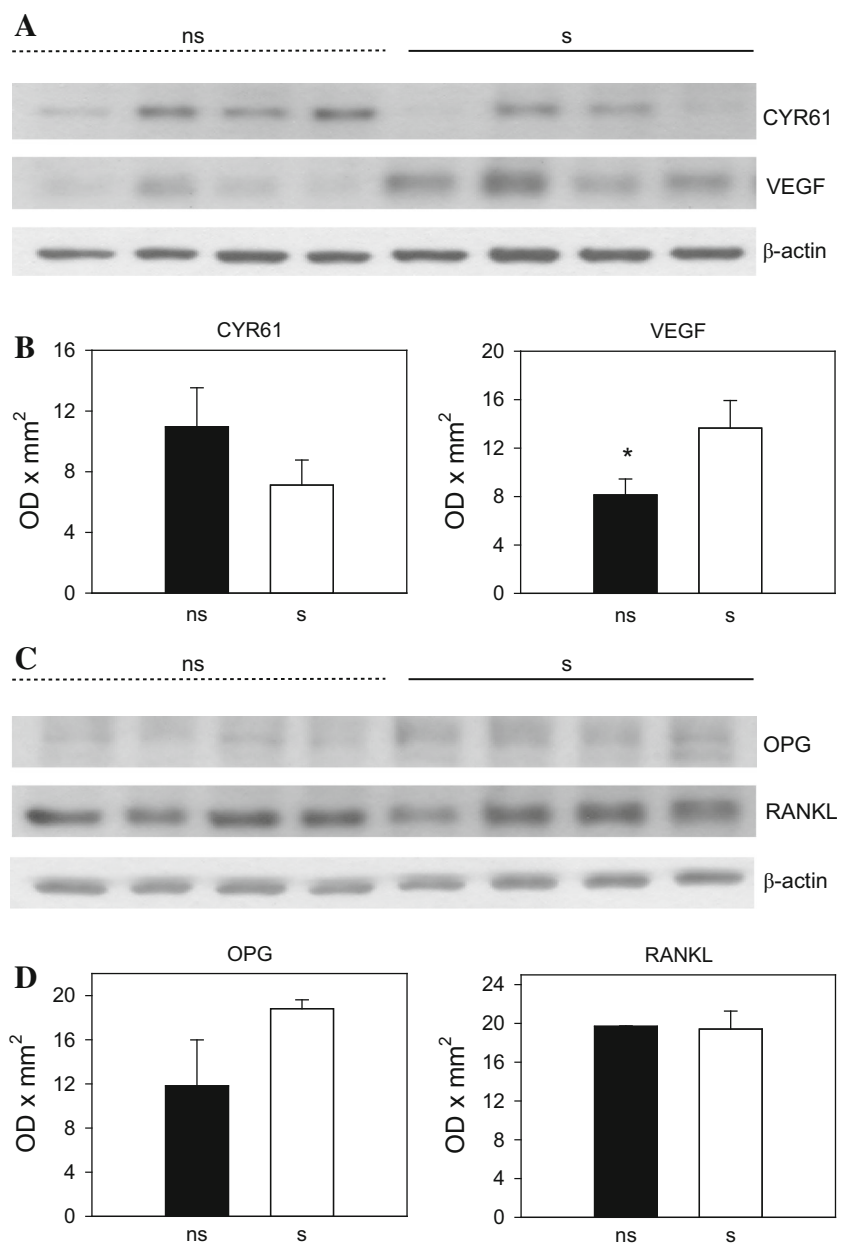 A
ns s
CYR61
VEGF
β-actin
B
CYR61
16
12
8
4
0
OD x mm²
ns s
VEGF
20
16
12
8
4
0
OD x mm²
*
ns s
C
ns s
OPG
RANKL
β-actin
D
OPG
20
16
12
8
4
0
OD x mm²
ns s
RANKL
24
20
16
12
8
4
0
OD x mm²
ns s